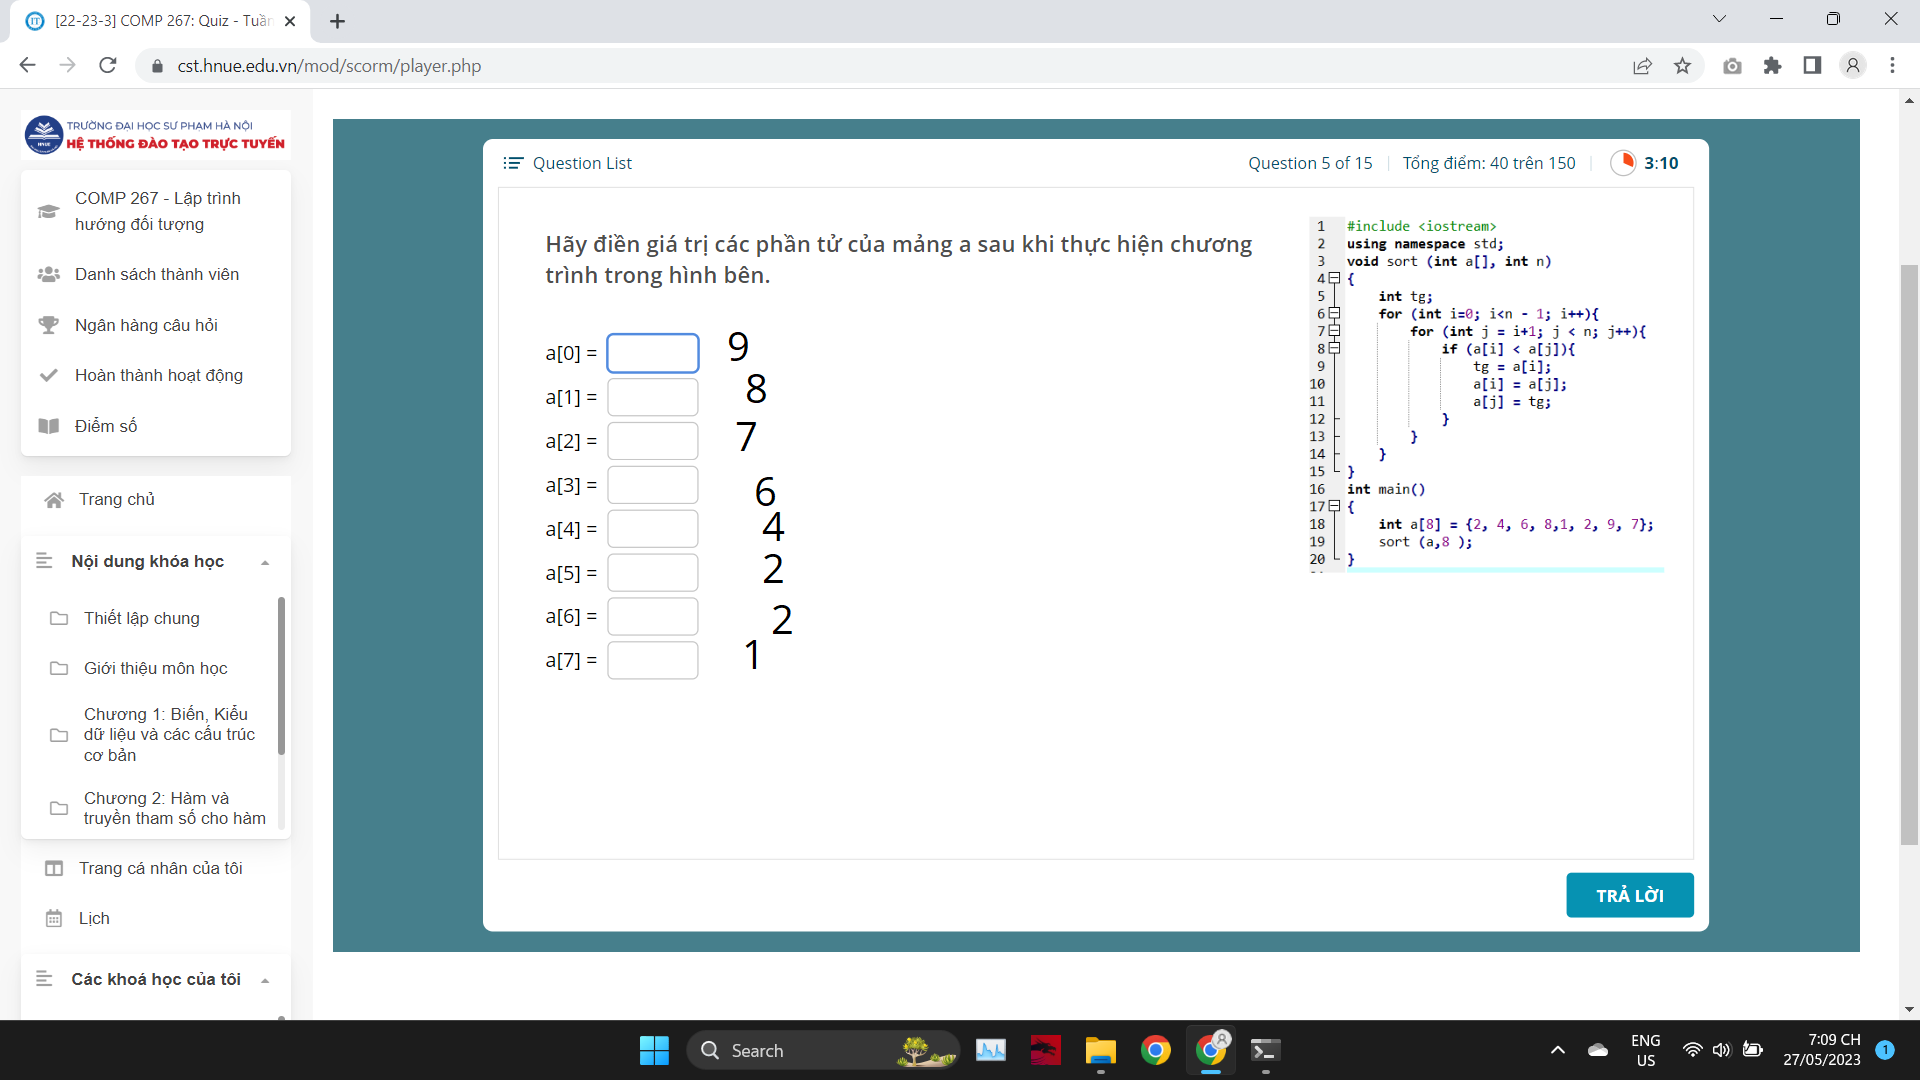 [22-23-3] COMP 267: Quiz - Tuần
cst.hnue.edu.vn/mod/scorm/player.php
TRƯỜNG ĐẠI HỌC SƯ PHẠM HÀ NỘI
HỆ THỐNG ĐÀO TẠO TRỰC TUYẾN
COMP 267 - Lập trình
hướng đối tượng
Danh sách thành viên
Ngân hàng câu hỏi
Hoàn thành hoạt động
Điểm số
Trang chủ
Nội dung khóa học
Thiết lập chung
Giới thiệu môn học
Chương 1: Biến, Kiểu
dữ liệu và các cấu trúc
cơ bản
Chương 2: Hàm và
truyền tham số cho hàm
Trang cá nhân của tôi
Lịch
Các khoá học của tôi
Question List
Question 5 of 15
Tổng điểm: 40 trên 150
3:10
Hãy điền giá trị các phần tử của mảng a sau khi thực hiện chương
trình trong hình bên.
a[0] = 9
a[1] = 8
a[2] = 7
a[3] = 6
a[4] = 4
a[5] = 2
a[6] = 2
a[7] = 1
1 #include <iostream>
2 using namespace std;
3 void sort (int a[], int n)
4 {
5 int tg;
6 for (int i=0; i<n - 1; i++){
7 for (int j = i+1; j < n; j++){
8 if (a[i] < a[j]){
9 tg = a[i];
10 a[i] = a[j];
11 a[j] = tg;
12 }
13 }
14 }
15 }
16 int main()
17 {
18 int a[8] = {2, 4, 6, 8,1, 2, 9, 7};
19 sort (a,8 );
20 }
TRẢ LỜI
Search
ENG
US
7:09 CH
27/05/2023
1